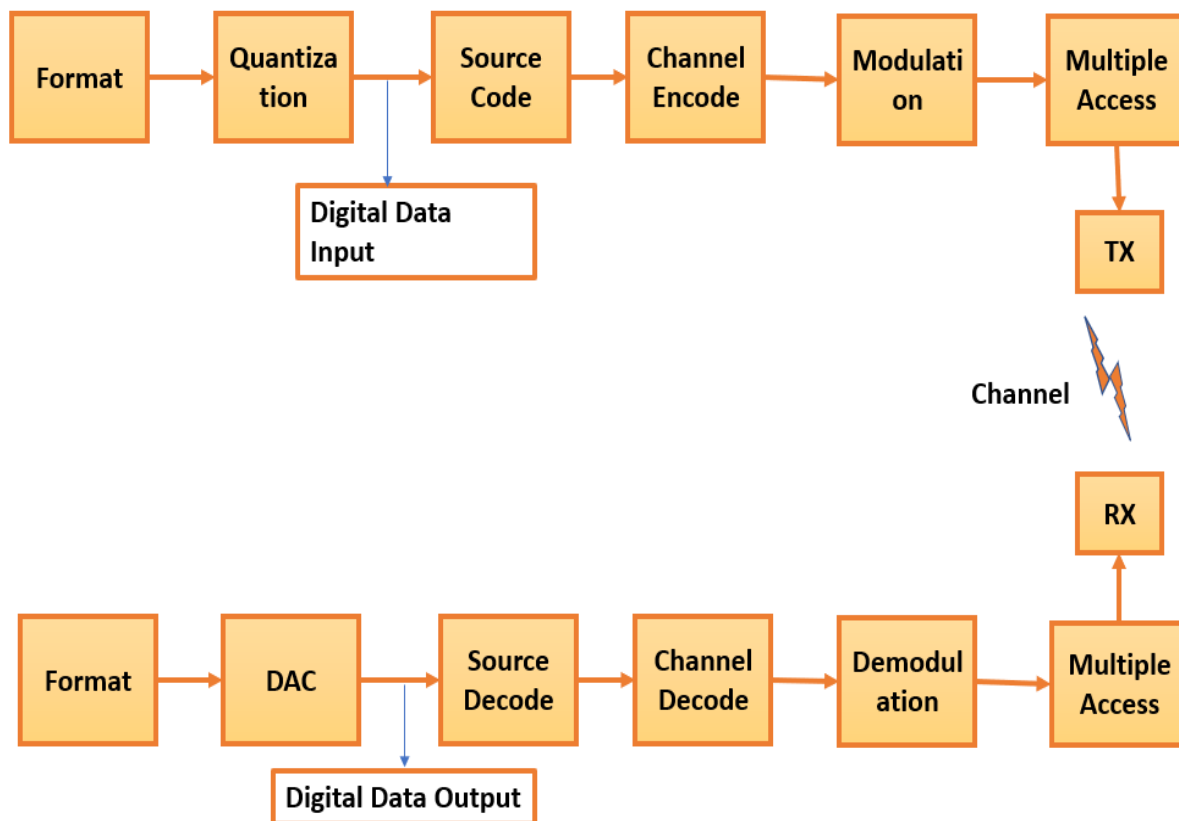 Format
Quantiza
tion
Source
Code
Channel
Encode
Modulati
on
Multiple
Access
Digital Data
Input
TX
Channel
RX
Format
DAC
Source
Decode
Channel
Decode
Demodul
ation
Multiple
Access
Digital Data Output